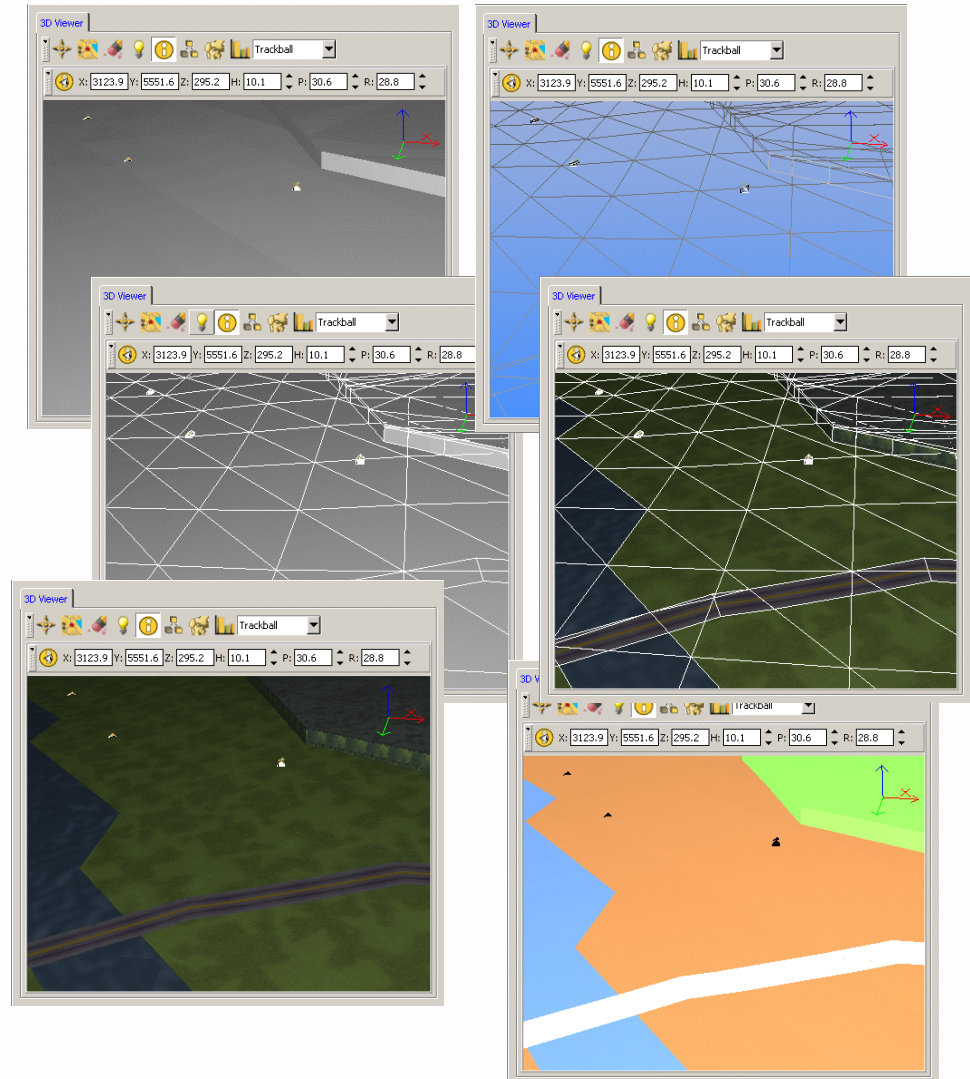 3D Viewer
Trackball
X: 3123.9 Y: 5551.6 Z: 295.2 H: 10.1 P: 30.6 R: 28.8
X
3D Viewer
Trackball
X: 3123.9 Y: 5551.6 Z: 295.2 H: 10.1 P: 30.6 R: 28.8
X
3D Viewer
Trackball
X: 3123.9 Y: 5551.6 Z: 295.2 H: 10.1 P: 30.6 R: 28.8
3D Viewer
Trackball
X: 3123.9 Y: 5551.6 Z: 295.2 H: 10.1 P: 30.6 R: 28.8
X
3D Viewer
Trackball
X: 3123.9 Y: 5551.6 Z: 295.2 H: 10.1 P: 30.6 R: 28.8
X
3D V
Trackball
X: 3123.9 Y: 5551.6 Z: 295.2 H: 10.1 P: 30.6 R: 28.8
X